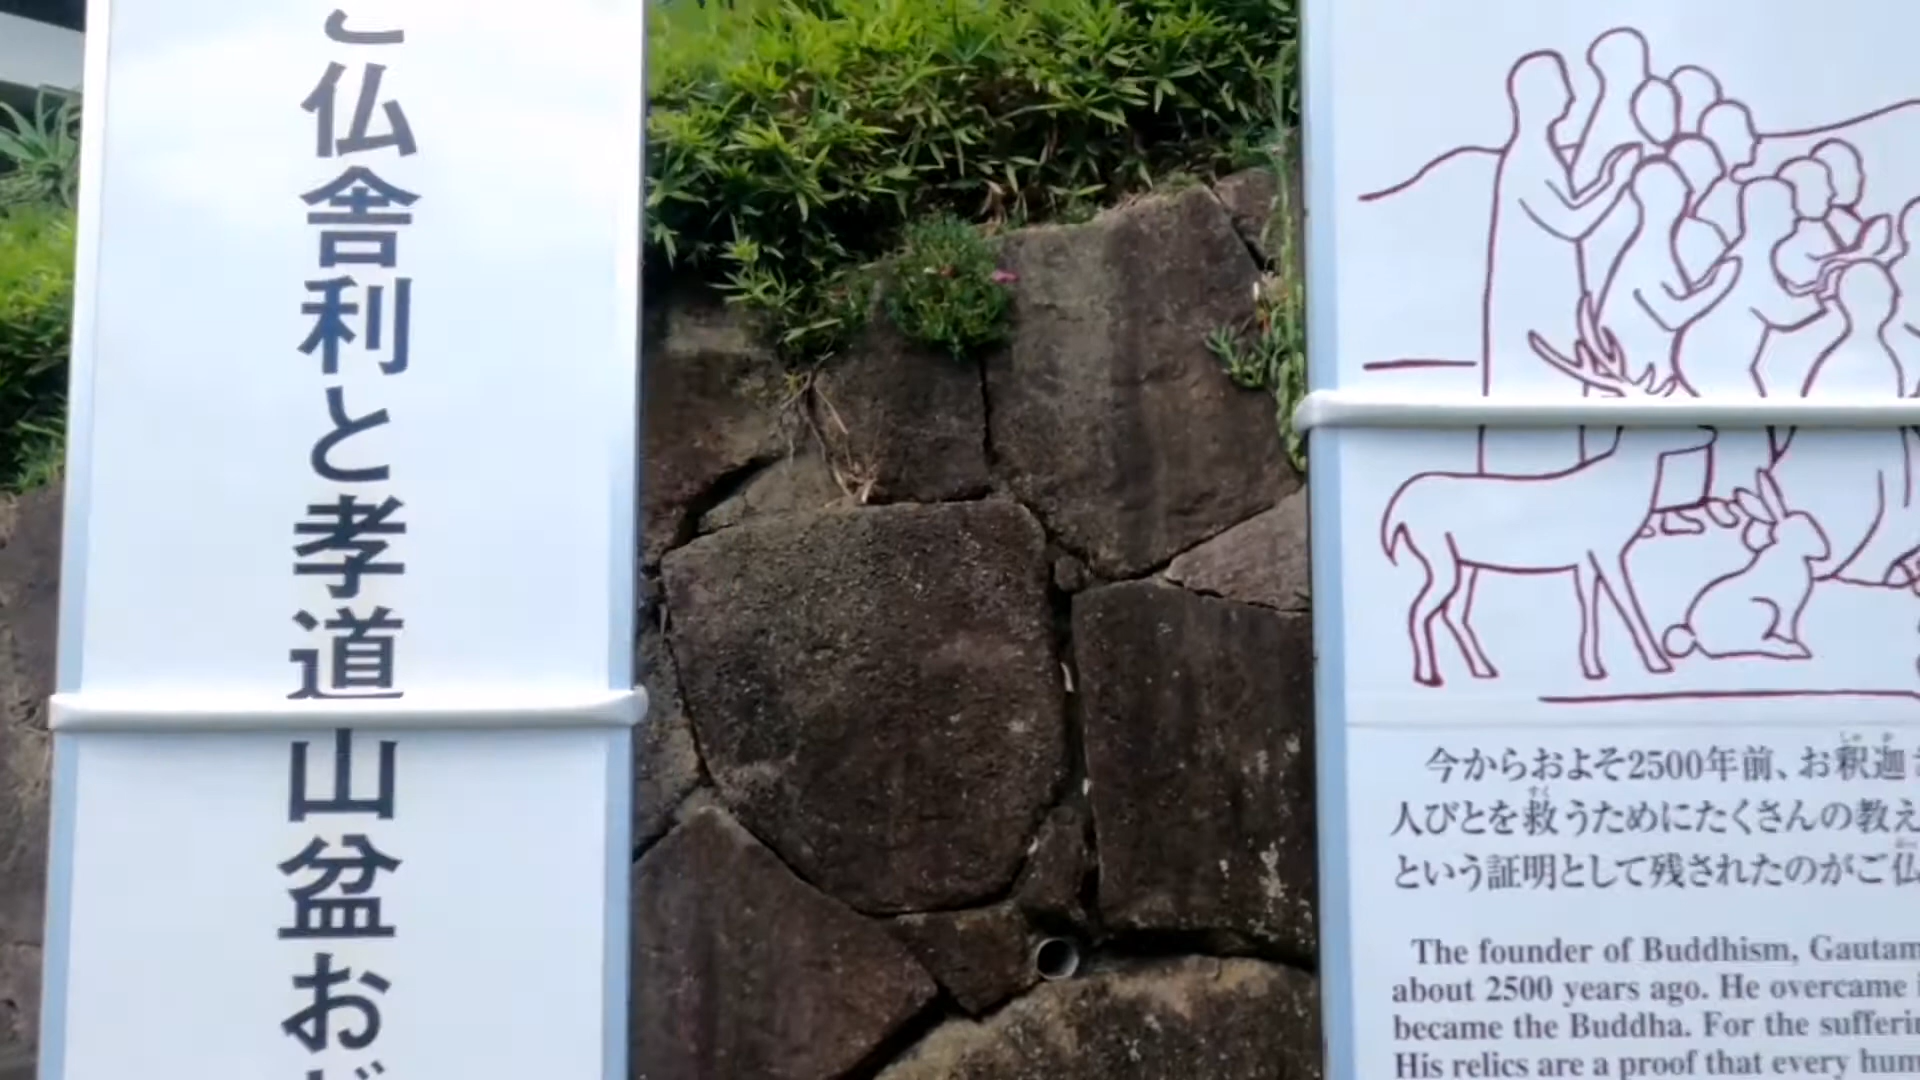 ご仏舎利と孝道山盆おど
今からおよそ2500年前、お釈迦
人びとを救うためにたくさんの教え
という証明として残されたのがご仏
The founder of Buddhism, Gautam
about 2500 years ago. He overcame
became the Buddha. For the sufferin
His relics are a proof that every hum